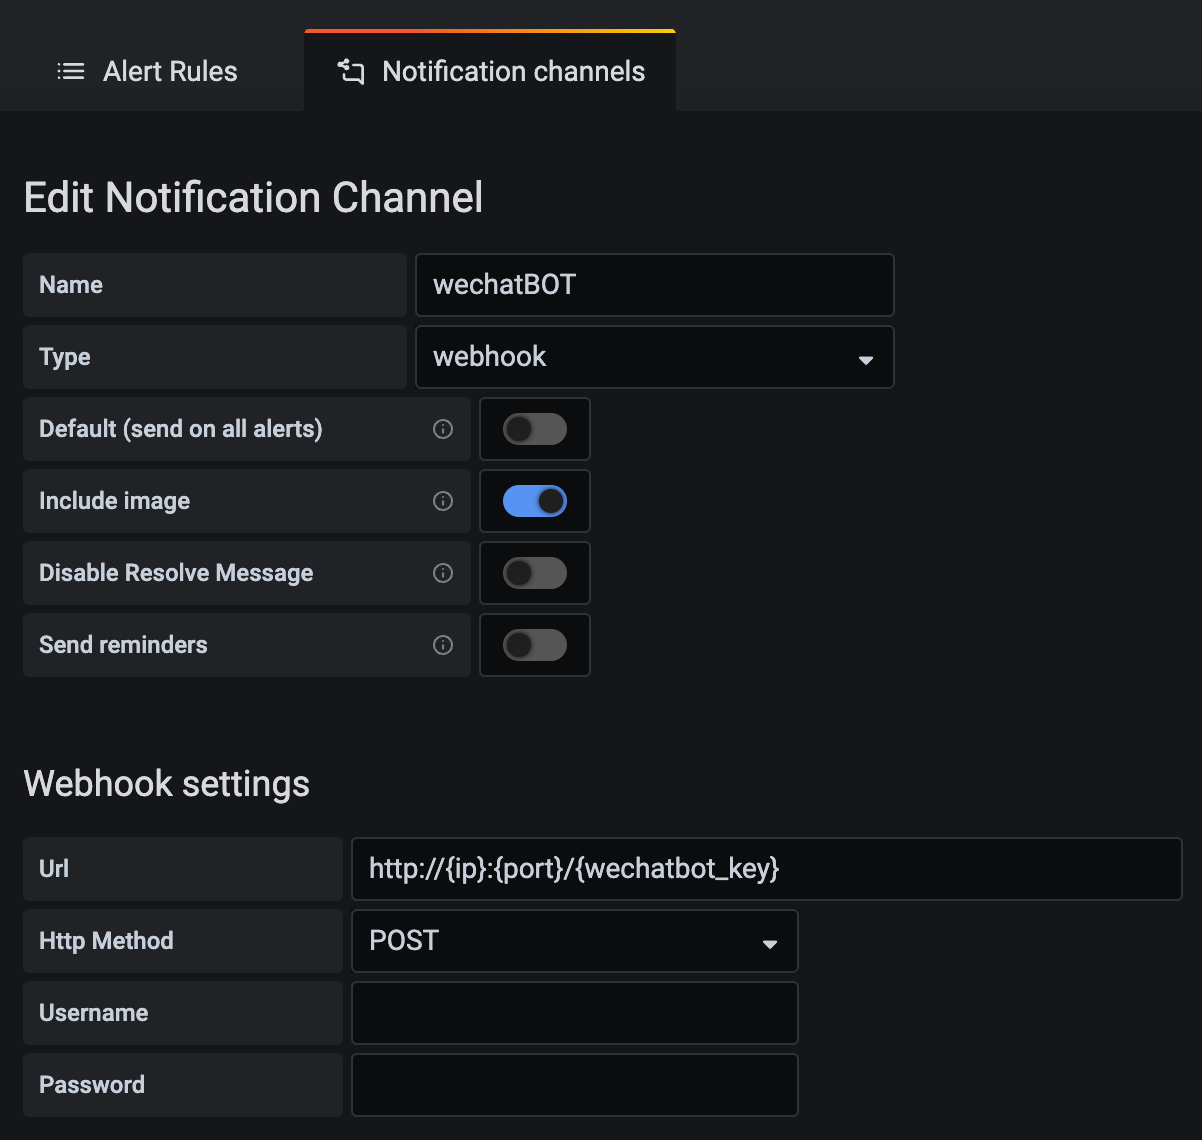 Alert Rules
Notification channels
Edit Notification Channel
Name
wechatBOT
Type
webhook
Default (send on all alerts)
Include image
Disable Resolve Message
Send reminders
Webhook settings
Url
http://{ip}:{port}/{wechatbot_key}
Http Method
POST
Username
Password